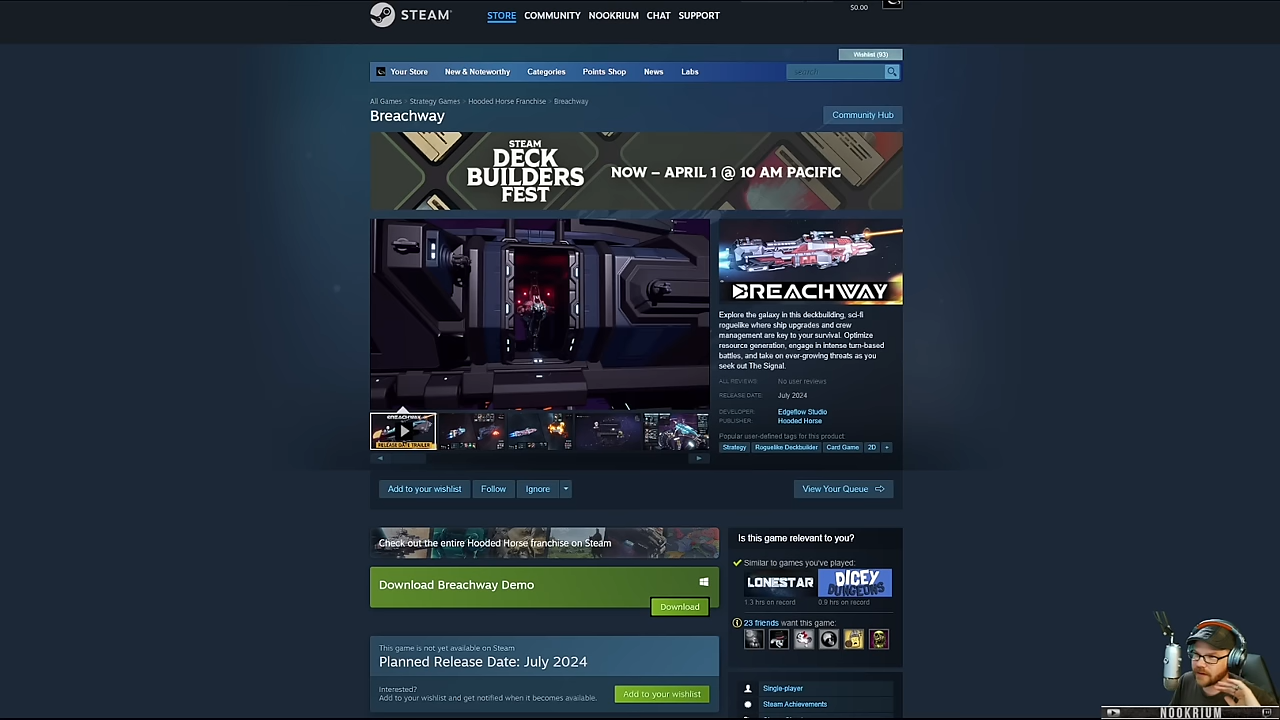 $0.00
STEAM
STORE COMMUNITY NOOKRIUM CHAT SUPPORT
Wishlist (93)
Your Store New & Noteworthy Categories Points Shop News Labs
search
All Games > Strategy Games > Hooded Horse Franchise > Breachway
Breachway
Community Hub
STEAM
DECK
BUILDERS
FEST
NOW – APRIL 1 @ 10 AM PACIFIC
BREACHWAY
Explore the galaxy in this deckbuilding, sci-fi
roguelike where ship upgrades and crew
management are key to your survival. Optimize
resource generation, engage in intense turn-based
battles, and take on ever-growing threats as you
seek out The Signal.
ALL REVIEWS: No user reviews
RELEASE DATE: July 2024
DEVELOPER: Edgeflow Studio
PUBLISHER: Hooded Horse
Popular user-defined tags for this product:
Strategy Roguelike Deckbuilder Card Game 2D +
BREACHWAY
RELEASE DATE TRAILER
Add to your wishlist Follow Ignore
View Your Queue
Check out the entire Hooded Horse franchise on Steam
Download Breachway Demo
Download
This game is not yet available on Steam
Planned Release Date: July 2024
Interested?
Add to your wishlist and get notified when it becomes available.
Add to your wishlist
Is this game relevant to you?
Similar to games you've played:
LONESTAR
DICEY
DUNGEONS
1.3 hrs on record 0.9 hrs on record
23 friends want this game:
Single-player
Steam Achievements
NOOKRIUM